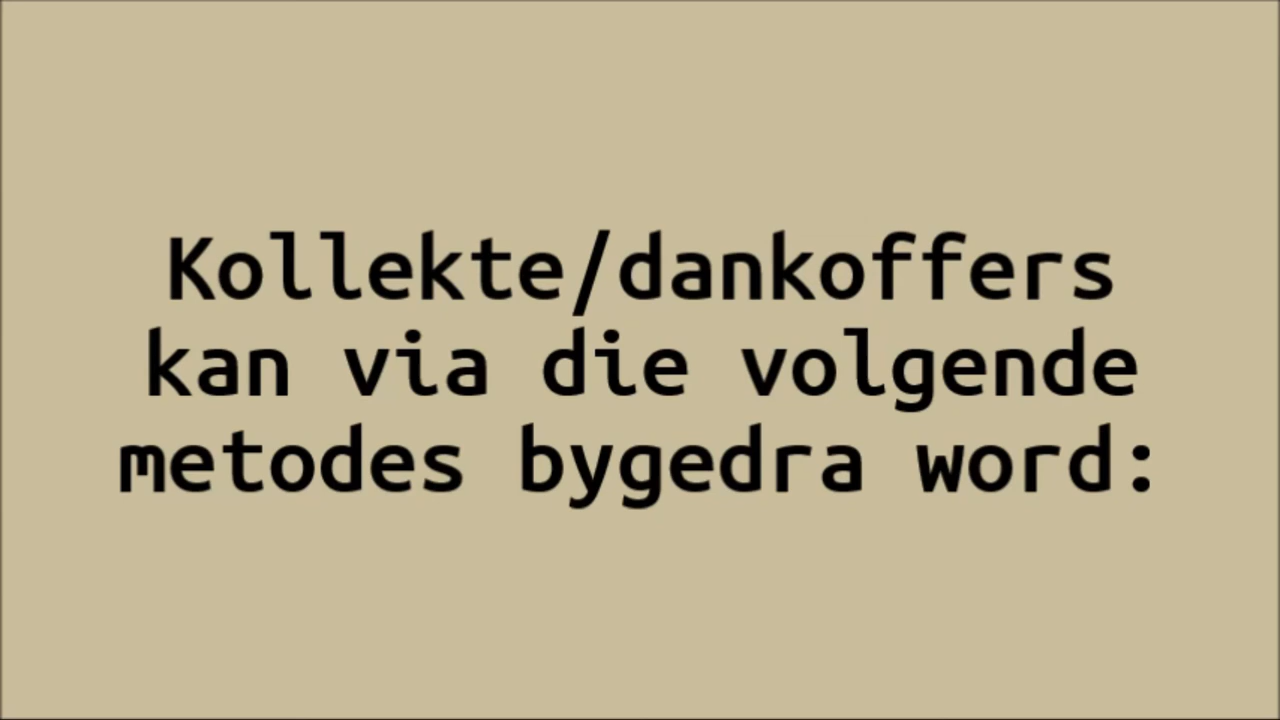 Kollekte/dankoffers
kan via die volgende
metodes bygedra word: